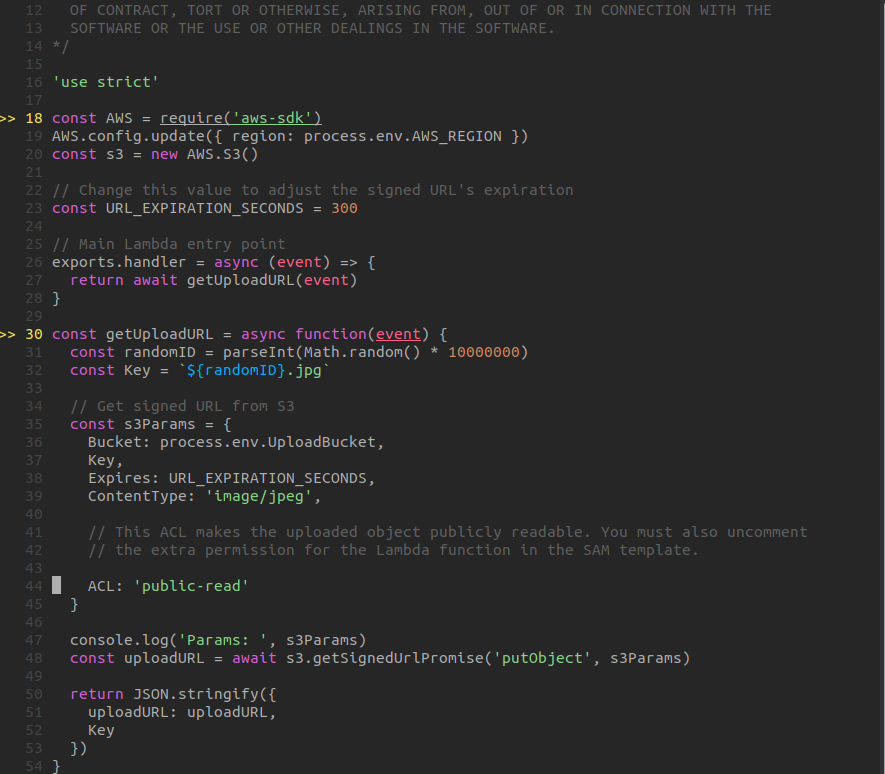 12 OF CONTRACT, TORT OR OTHERWISE, ARISING FROM, OUT OF OR IN CONNECTION WITH THE
13 SOFTWARE OR THE USE OR OTHER DEALINGS IN THE SOFTWARE.
14 */
15
16 'use strict'
17
>> 18 const AWS = require('aws-sdk')
19 AWS.config.update({ region: process.env.AWS_REGION })
20 const s3 = new AWS.S3()
21
22 // Change this value to adjust the signed URL's expiration
23 const URL_EXPIRATION_SECONDS = 300
24
25 // Main Lambda entry point
26 exports.handler = async (event) => {
27   return await getUploadURL(event)
28 }
29
>> 30 const getUploadURL = async function(event) {
31   const randomID = parseInt(Math.random() * 10000000)
32   const Key = `${randomID}.jpg`
33
34   // Get signed URL from S3
35   const s3Params = {
36     Bucket: process.env.UploadBucket,
37     Key,
38     Expires: URL_EXPIRATION_SECONDS,
39     ContentType: 'image/jpeg',
40
41     // This ACL makes the uploaded object publicly readable. You must also uncomment
42     // the extra permission for the Lambda function in the SAM template.
43
44     ACL: 'public-read'
45   }
46
47   console.log('Params: ', s3Params)
48   const uploadURL = await s3.getSignedUrlPromise('putObject', s3Params)
49
50   return JSON.stringify({
51     uploadURL: uploadURL,
52     Key
53   })
54 }